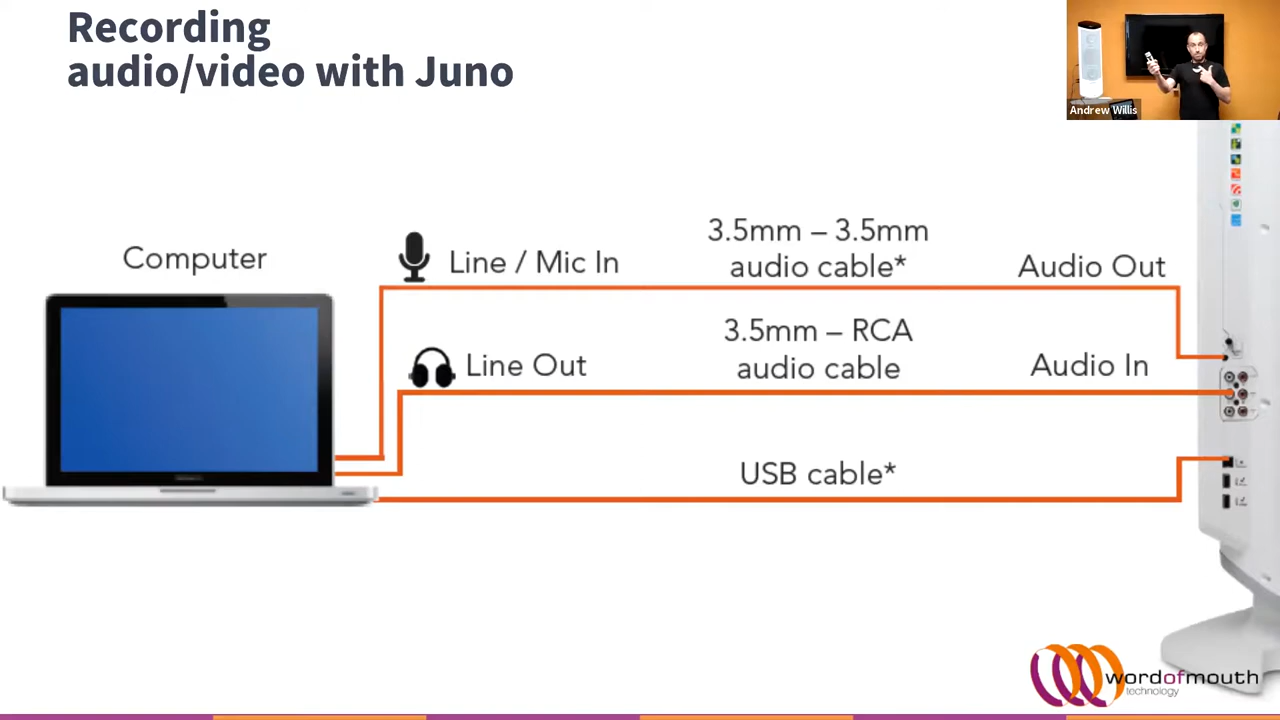 Recording
audio/video with Juno
Andrew Willis
Computer
Line / Mic In
3.5mm – 3.5mm
audio cable*
Audio Out
Line Out
3.5mm – RCA
audio cable
Audio In
USB cable*
wordofmouth
technology